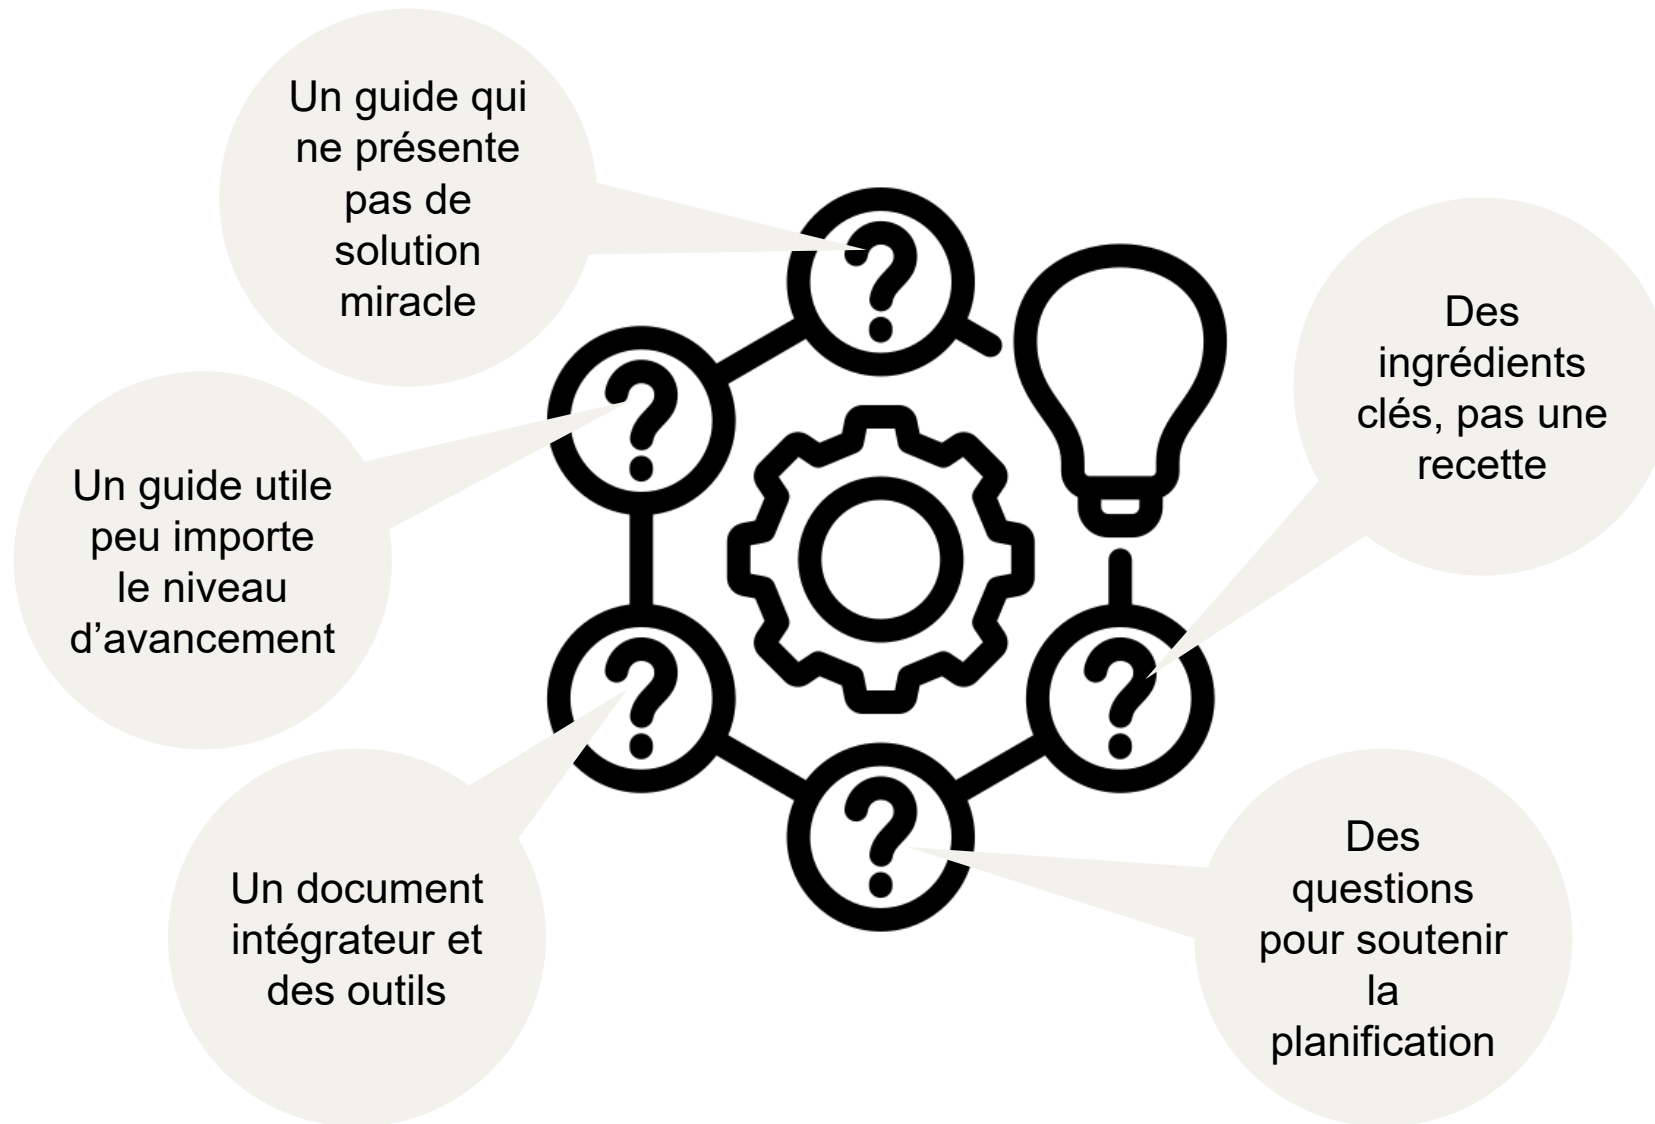 Un guide qui
ne présente
pas de
solution
miracle
Un guide utile
peu importe
le niveau
d’avancement
Un document
intégrateur et
des outils
Des
ingrédients
clés, pas une
recette
Des
questions
pour soutenir
la
planification
?
?
?
?
?